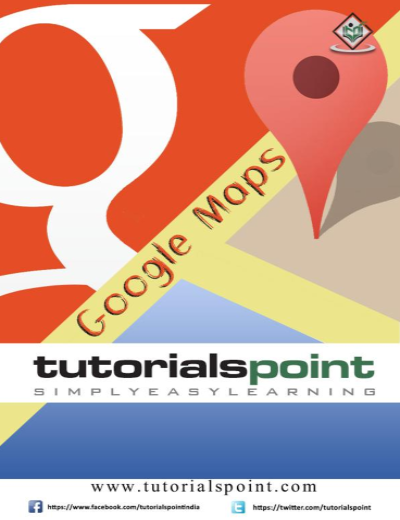 g
Google Maps
tutorialspoint
SIMPLYEASYLEARNING
www.tutorialspoint.com
https://www.facebook.com/tutorialspointindia
https://twitter.com/tutorialspoint